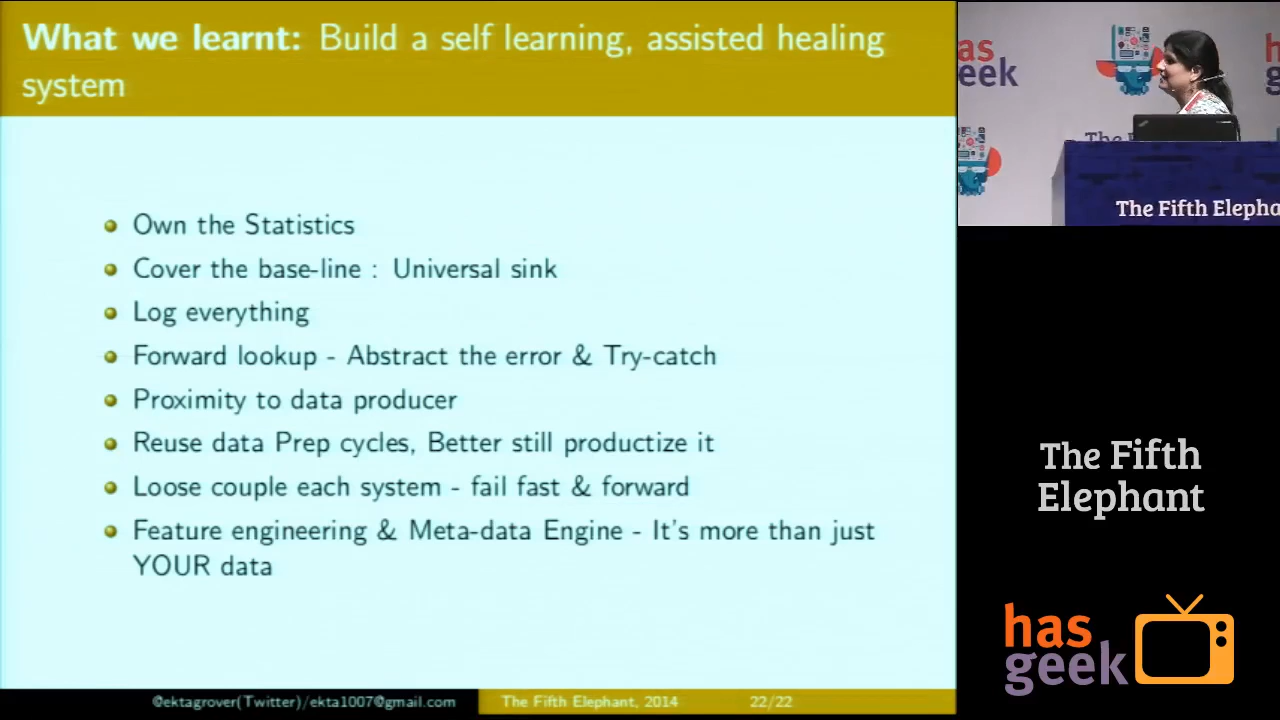 What we learnt: Build a self learning, assisted healing
system
Own the Statistics
Cover the base-line : Universal sink
Log everything
Forward lookup - Abstract the error & Try-catch
Proximity to data producer
Reuse data Prep cycles, Better still productize it
Loose couple each system - fail fast & forward
Feature engineering & Meta-data Engine - It's more than just
YOUR data
@ektagrover(Twitter)/ekta1007@gmail.com
The Fifth Elephant, 2014
22/22
has
geek
The
The Fifth Elepha
The Fifth
Elephant
has
geek